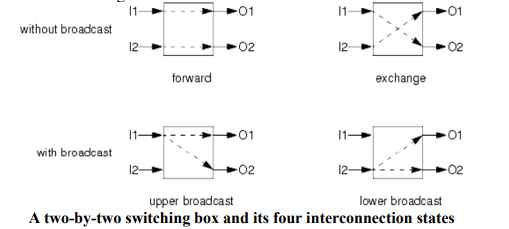 I1 O1 I1 O1
without broadcast
I2 O2 I2 O2
forward exchange
I1 O1 I1 O1
with broadcast
I2 O2 I2 O2
upper broadcast lower broadcast
A two-by-two switching box and its four interconnection states